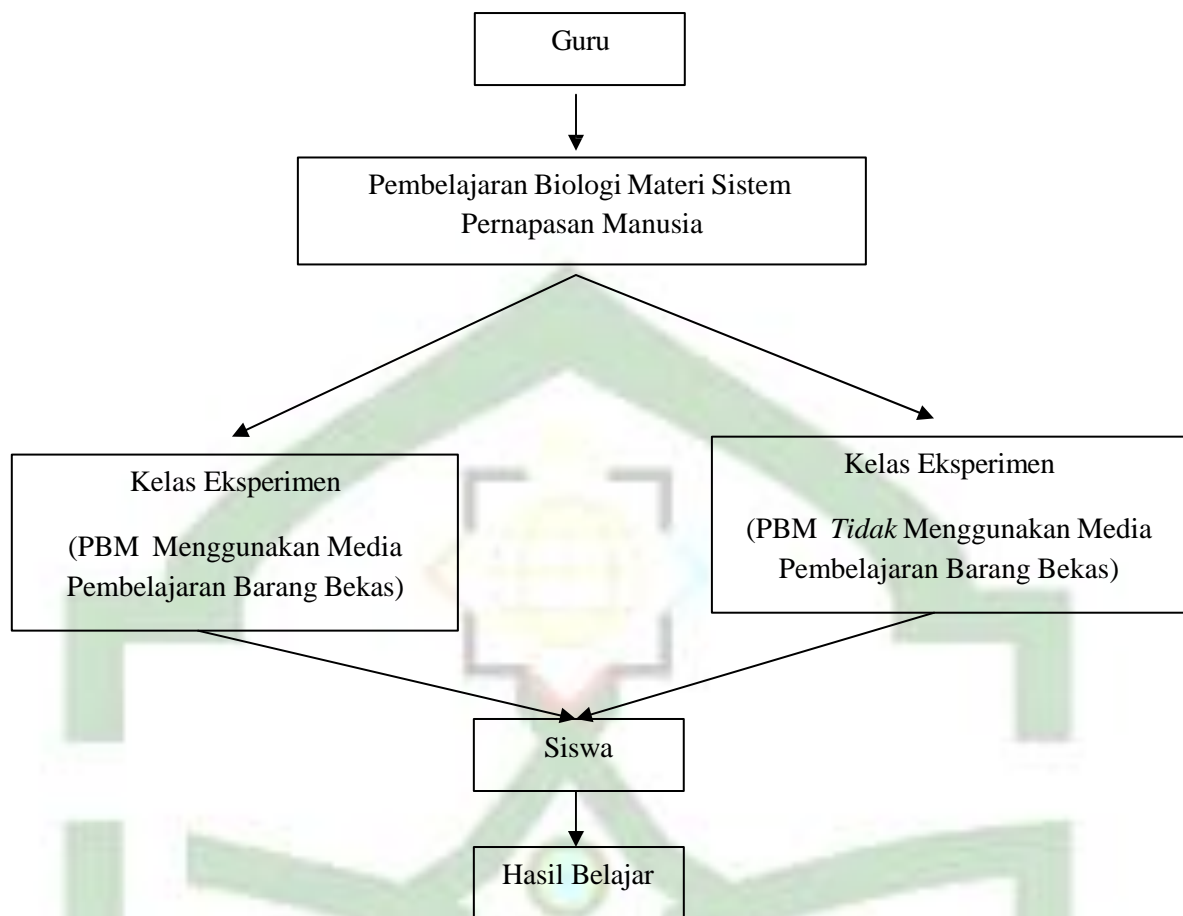 Guru
Pembelajaran Biologi Materi Sistem
Pernapasan Manusia
Kelas Eksperimen
(PBM Menggunakan Media
Pembelajaran Barang Bekas)
Kelas Eksperimen
(PBM Tidak Menggunakan Media
Pembelajaran Barang Bekas)
Siswa
Hasil Belajar